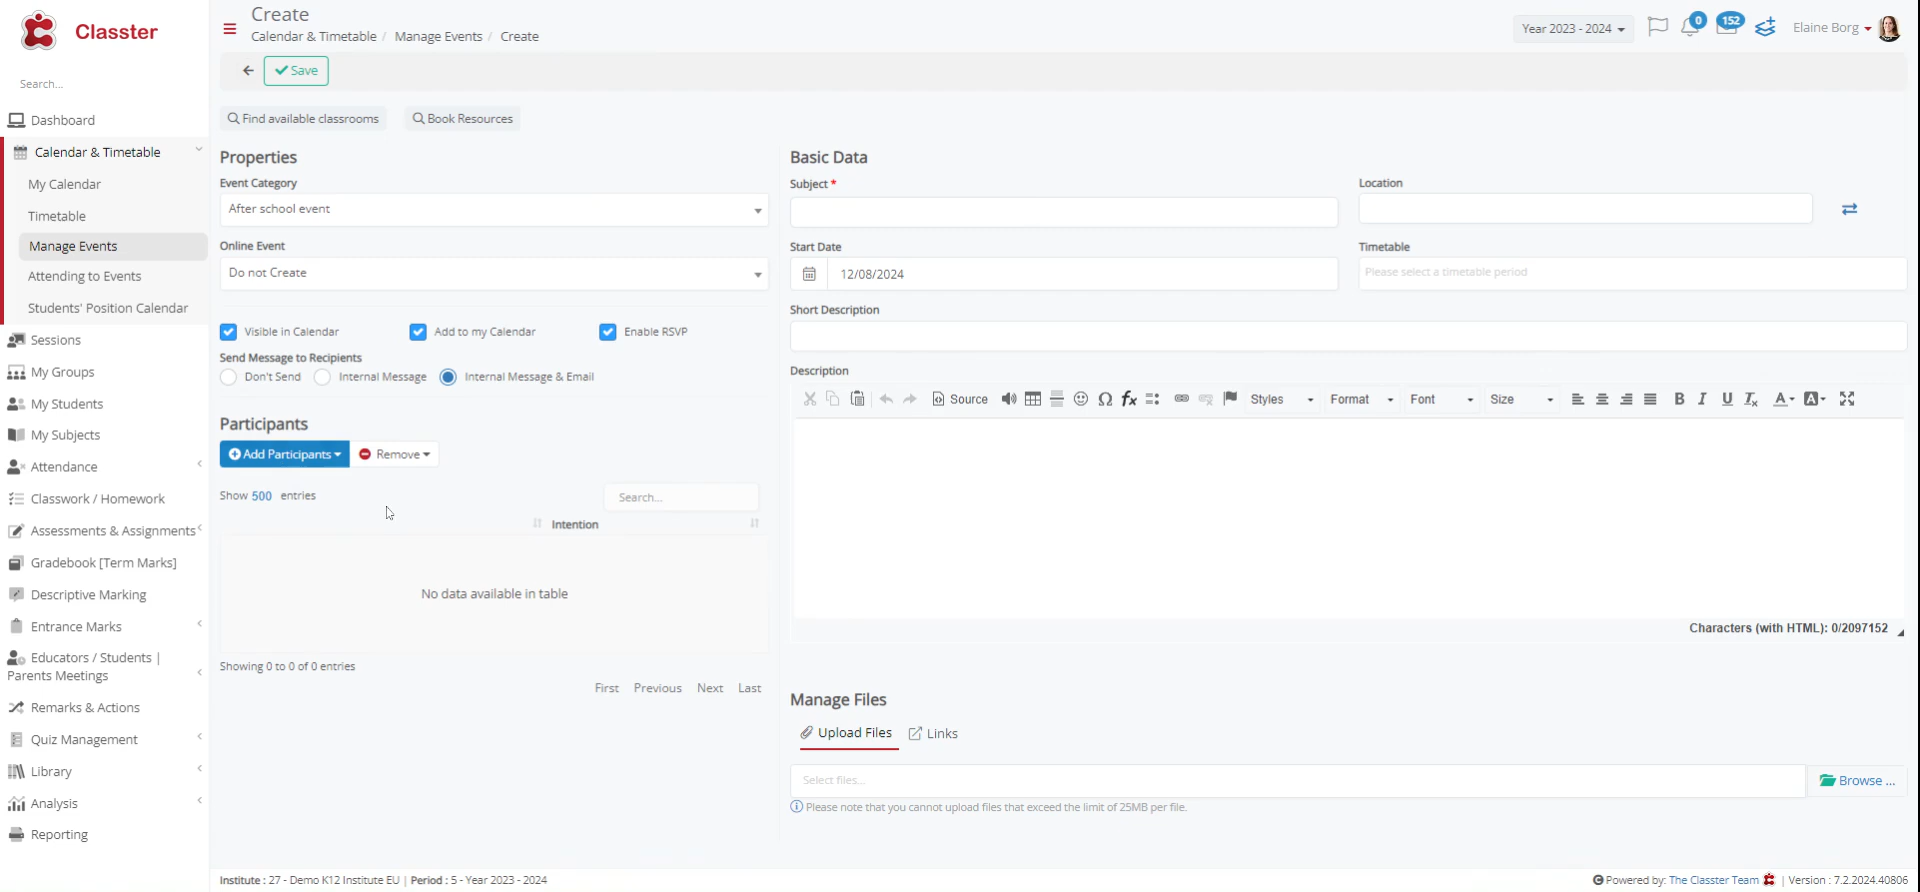 Classter
Search...
Dashboard
Calendar & Timetable
My Calendar
Timetable
Manage Events
Attending to Events
Students' Position Calendar
Sessions
My Groups
My Students
My Subjects
Attendance
Classwork / Homework
Assessments & Assignments
Gradebook [Term Marks]
Descriptive Marking
Entrance Marks
Educators / Students |
Parents Meetings
Remarks & Actions
Quiz Management
Library
Analysis
Reporting
Create
Calendar & Timetable / Manage Events / Create
Year 2023 - 2024
0
152
Elaine Borg
Save
Find available classrooms
Book Resources
Properties
Event Category
After school event
Online Event
Do not Create
Visible in Calendar
Add to my Calendar
Enable RSVP
Send Message to Recipients
Don't Send
Internal Message
Internal Message & Email
Participants
Add Participants
Remove
Show 500 entries
Search...
Intention
No data available in table
Showing 0 to 0 of 0 entries
First Previous Next Last
Basic Data
Subject *
Location
Start Date
12/08/2024
Timetable
Please select a timetable period
Short Description
Description
Source
Styles
Format
Font
Size
Characters (with HTML): 0/2097152
Manage Files
Upload Files
Links
Select files...
Browse ...
Please note that you cannot upload files that exceed the limit of 25MB per file.
Institute : 27 - Demo K12 Institute EU | Period : 5 - Year 2023 - 2024
Powered by: The Classter Team | Version : 7.2.2024.40806